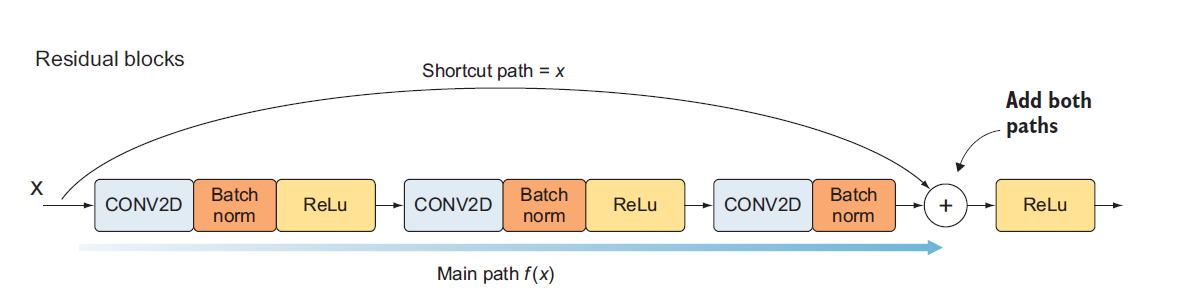 Residual blocks
Shortcut path = x
Add both
paths
X
CONV2D
Batch
norm
ReLu
CONV2D
Batch
norm
ReLu
CONV2D
Batch
norm
+
ReLu
Main path f(x)